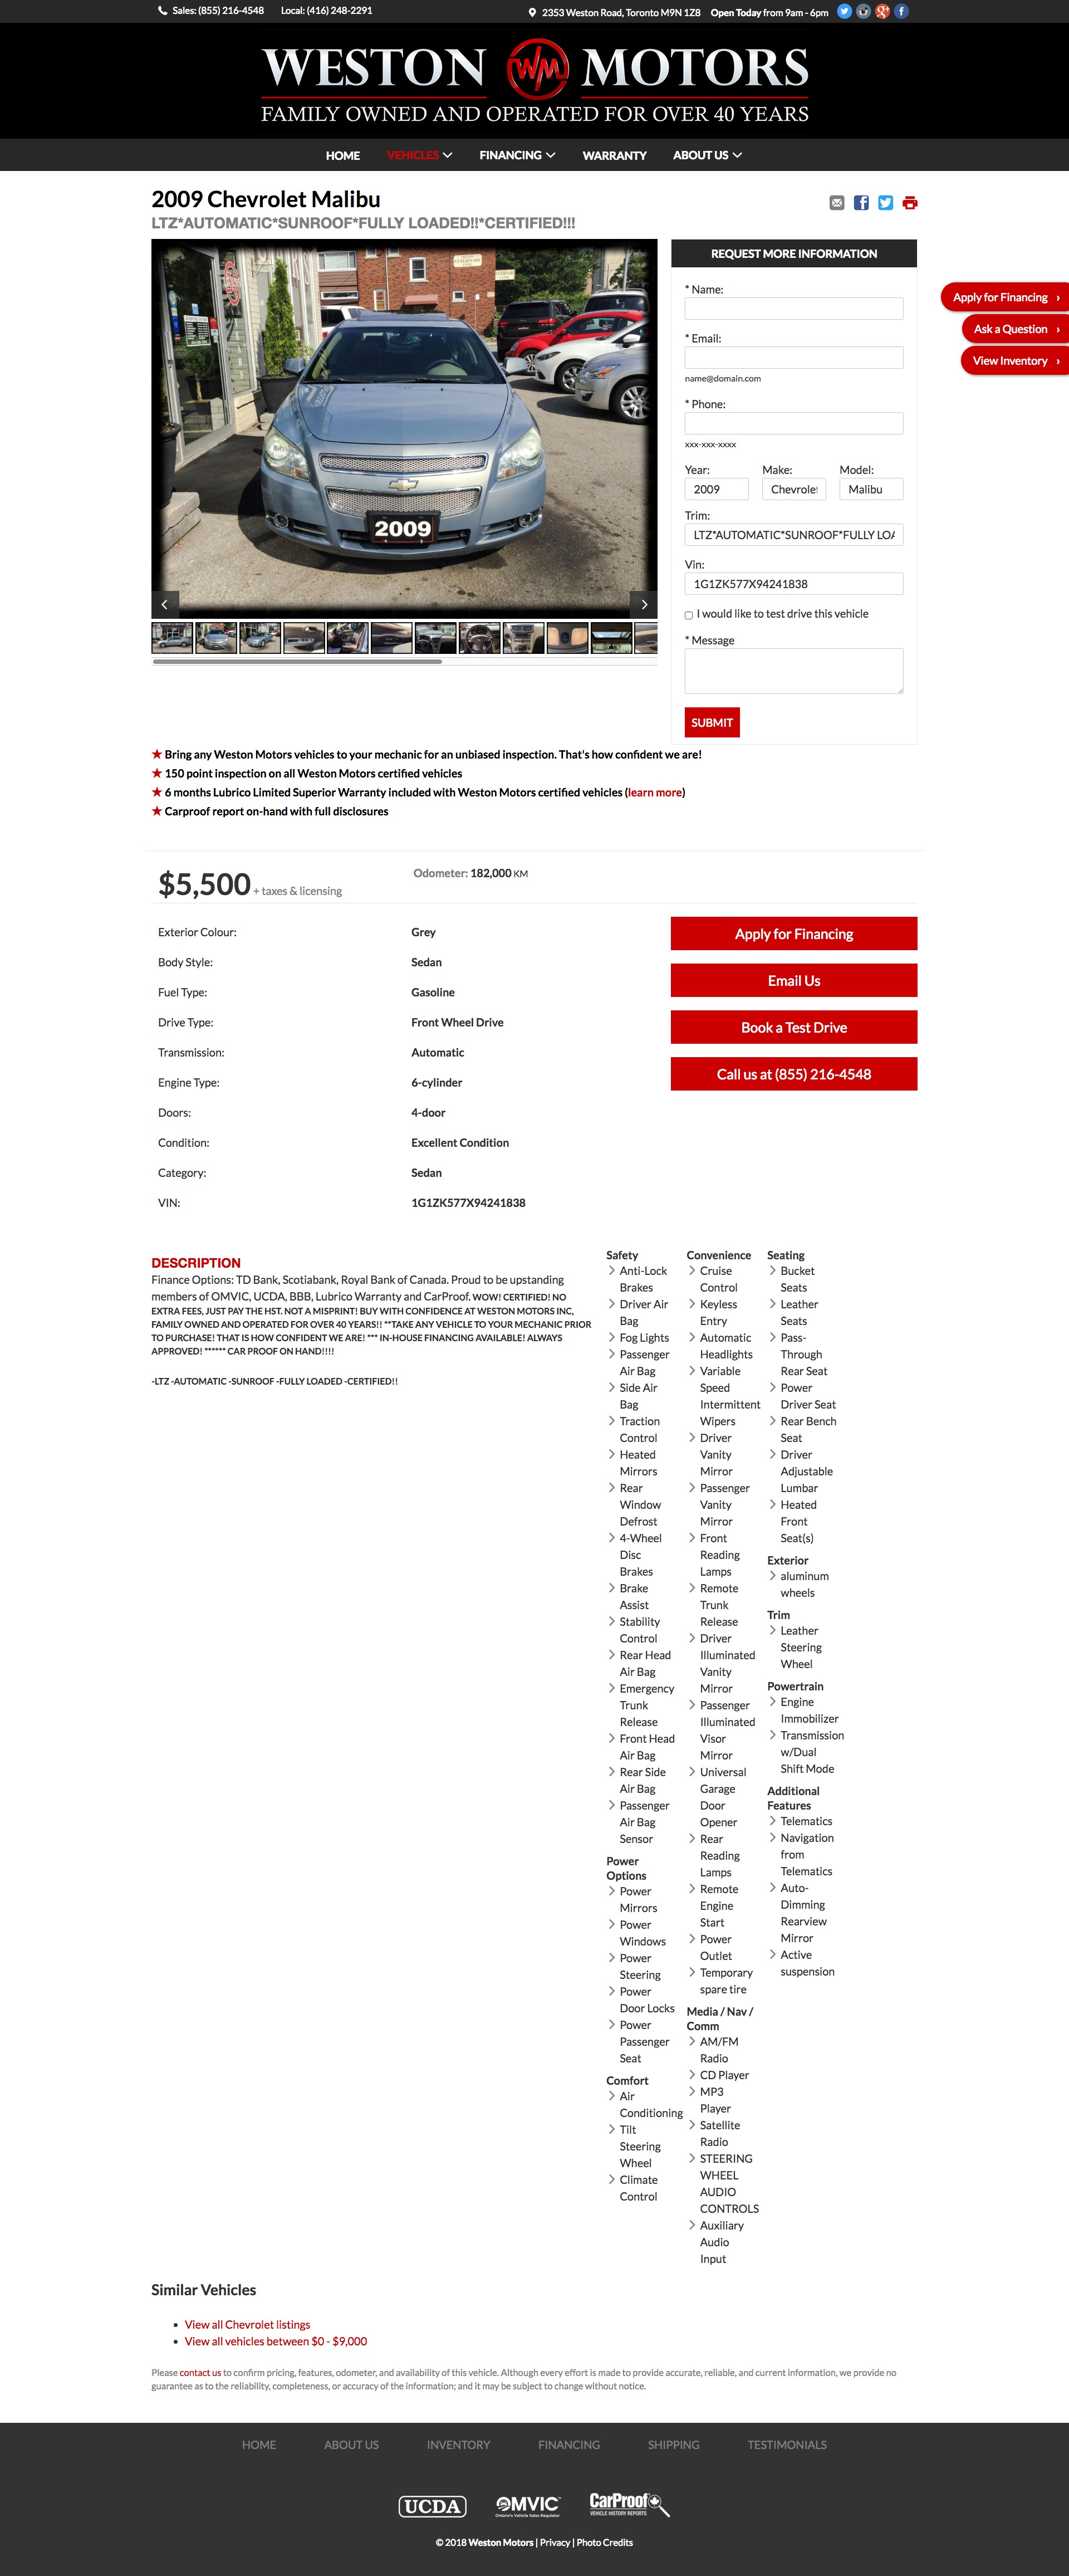 Sales: (855) 216-4548 Local: (416) 248-2291 2353 Weston Road, Toronto M9N 1Z8 Open Today from 9am - 6pm
WESTON WM MOTORS
FAMILY OWNED AND OPERATED FOR OVER 40 YEARS
HOME VEHICLES FINANCING WARRANTY ABOUT US
2009 Chevrolet Malibu
LTZ*AUTOMATIC*SUNROOF*FULLY LOADED!!*CERTIFIED!!!
2009
REQUEST MORE INFORMATION
* Name:
* Email:
name@domain.com
* Phone:
xxx-xxx-xxxx
Year: Make: Model:
2009 Chevrolet Malibu
Trim:
LTZ*AUTOMATIC*SUNROOF*FULLY LOA
Vin:
1G1ZK577X94241838
I would like to test drive this vehicle
* Message
SUBMIT
Apply for Financing ›
Ask a Question ›
View Inventory ›
★ Bring any Weston Motors vehicles to your mechanic for an unbiased inspection. That's how confident we are!
★ 150 point inspection on all Weston Motors certified vehicles
★ 6 months Lubrico Limited Superior Warranty included with Weston Motors certified vehicles (learn more)
★ Carproof report on-hand with full disclosures
$5,500 + taxes & licensing Odometer: 182,000 KM
Exterior Colour: Grey
Body Style: Sedan
Fuel Type: Gasoline
Drive Type: Front Wheel Drive
Transmission: Automatic
Engine Type: 6-cylinder
Doors: 4-door
Condition: Excellent Condition
Category: Sedan
VIN: 1G1ZK577X94241838
Apply for Financing
Email Us
Book a Test Drive
Call us at (855) 216-4548
DESCRIPTION
Finance Options: TD Bank, Scotiabank, Royal Bank of Canada. Proud to be upstanding
members of OMVIC, UCDA, BBB, Lubrico Warranty and CarProof. WOW! CERTIFIED! NO
EXTRA FEES, JUST PAY THE HST. NOT A MISPRINT! BUY WITH CONFIDENCE AT WESTON MOTORS INC,
FAMILY OWNED AND OPERATED FOR OVER 40 YEARS!! **TAKE ANY VEHICLE TO YOUR MECHANIC PRIOR
TO PURCHASE! THAT IS HOW CONFIDENT WE ARE! *** IN-HOUSE FINANCING AVAILABLE! ALWAYS
APPROVED! ****** CAR PROOF ON HAND!!!!
-LTZ -AUTOMATIC -SUNROOF -FULLY LOADED -CERTIFIED!!
Safety
Anti-Lock
Brakes
Driver Air
Bag
Fog Lights
Passenger
Air Bag
Side Air
Bag
Traction
Control
Heated
Mirrors
Rear
Window
Defrost
4-Wheel
Disc
Brakes
Brake
Assist
Stability
Control
Rear Head
Air Bag
Emergency
Trunk
Release
Front Head
Air Bag
Rear Side
Air Bag
Passenger
Air Bag
Sensor
Power
Options
Power
Mirrors
Power
Windows
Power
Steering
Power
Door Locks
Power
Passenger
Seat
Comfort
Air
Conditioning
Tilt
Steering
Wheel
Climate
Control
Convenience
Cruise
Control
Keyless
Entry
Automatic
Headlights
Variable
Speed
Intermittent
Wipers
Driver
Vanity
Mirror
Passenger
Vanity
Mirror
Front
Reading
Lamps
Remote
Trunk
Release
Driver
Illuminated
Vanity
Mirror
Passenger
Illuminated
Visor
Mirror
Universal
Garage
Door
Opener
Rear
Reading
Lamps
Remote
Engine
Start
Power
Outlet
Temporary
spare tire
Media / Nav /
Comm
AM/FM
Radio
CD Player
MP3
Player
Satellite
Radio
STEERING
WHEEL
AUDIO
CONTROLS
Auxiliary
Audio
Input
Seating
Bucket
Seats
Leather
Seats
Pass-
Through
Rear Seat
Power
Driver Seat
Rear Bench
Seat
Driver
Adjustable
Lumbar
Heated
Front
Seat(s)
Exterior
aluminum
wheels
Trim
Leather
Steering
Wheel
Powertrain
Engine
Immobilizer
Transmission
w/Dual
Shift Mode
Additional
Features
Telematics
Navigation
from
Telematics
Auto-
Dimming
Rearview
Mirror
Active
suspension
Similar Vehicles
• View all Chevrolet listings
• View all vehicles between $0 - $9,000
Please contact us to confirm pricing, features, odometer, and availability of this vehicle. Although every effort is made to provide accurate, reliable, and current information, we provide no
guarantee as to the reliability, completeness, or accuracy of the information; and it may be subject to change without notice.
HOME ABOUT US INVENTORY FINANCING SHIPPING TESTIMONIALS
UCDA OMVIC CarProof
Ontario's Vehicle Sales Regulator VEHICLE HISTORY REPORTS
© 2018 Weston Motors | Privacy | Photo Credits